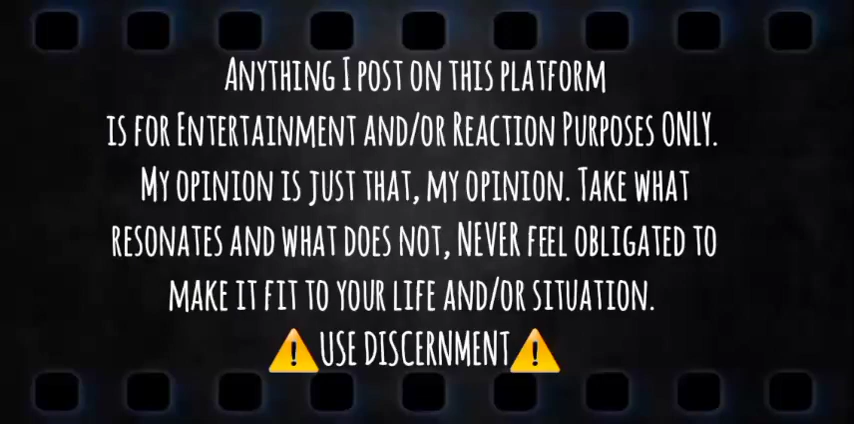 Anything I post on this platform
is for Entertainment and/or Reaction Purposes ONLY.
My opinion is just that, my opinion. Take what
resonates and what does not, NEVER feel obligated to
make it fit to your life and/or situation.
⚠️USE DISCERNMENT⚠️